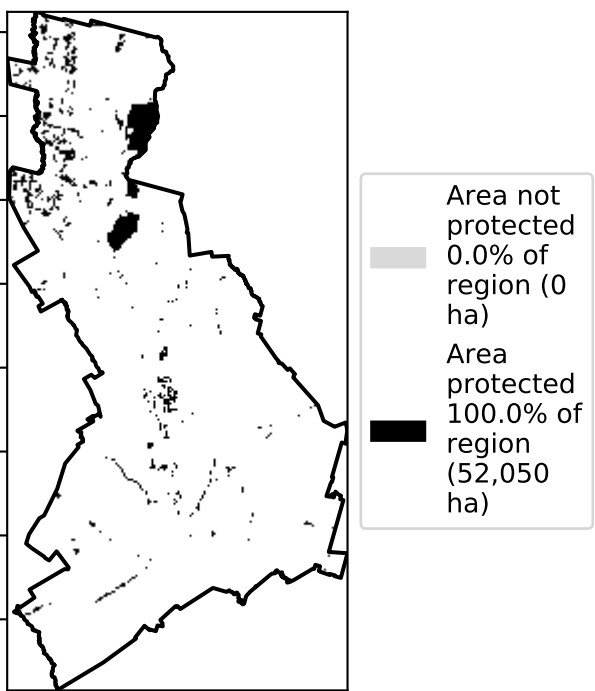 Area not
protected
0.0% of
region (0
ha)
Area
protected
100.0% of
region
(52,050
ha)